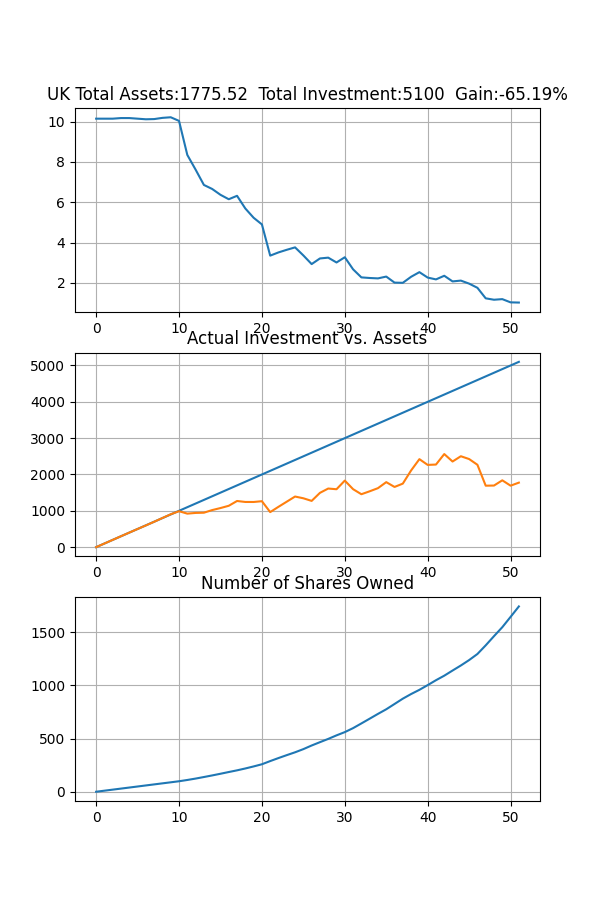 UK Total Assets:1775.52  Total Investment:5100  Gain:-65.19%
10
8
6
4
2
0 10 20 30 40 50
Actual Investment vs. Assets
5000
4000
3000
2000
1000
0
0 10 20 30 40 50
Number of Shares Owned
1500
1000
500
0
0 10 20 30 40 50